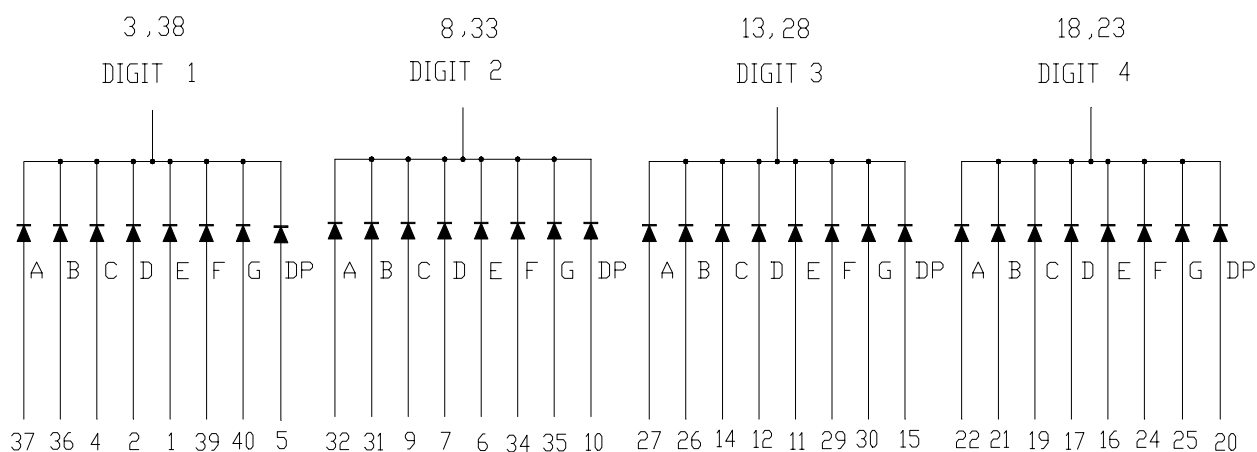 3,38 8,33 13,28 18,23
DIGIT 1 DIGIT 2 DIGIT 3 DIGIT 4
A B C D E F G DP A B C D E F G DP A B C D E F G DP A B C D E F G DP
37 36 4 2 1 39 40 5 32 31 9 7 6 34 35 10 27 26 14 12 11 29 30 15 22 21 19 17 16 24 25 20